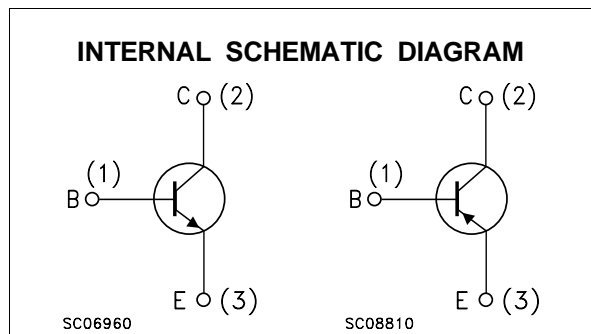 INTERNAL SCHEMATIC DIAGRAM
C (2)
C (2)
(1)
(1)
B
B
E (3)
E (3)
SC06960
SC08810